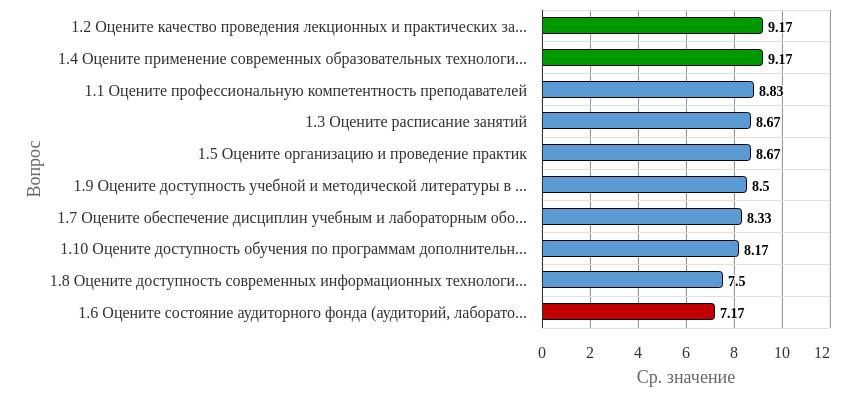 1.2 Оцените качество проведения лекционных и практических за... 9.17
1.4 Оцените применение современных образовательных технологи... 9.17
1.1 Оцените профессиональную компетентность преподавателей 8.83
1.3 Оцените расписание занятий 8.67
1.5 Оцените организацию и проведение практик 8.67
1.9 Оцените доступность учебной и методической литературы в ... 8.5
1.7 Оцените обеспечение дисциплин учебным и лабораторным обо... 8.33
1.10 Оцените доступность обучения по программам дополнительн... 8.17
1.8 Оцените доступность современных информационных технологи... 7.5
1.6 Оцените состояние аудиторного фонда (аудиторий, лаборато... 7.17
Вопрос
0 2 4 6 8 10 12
Ср. значение